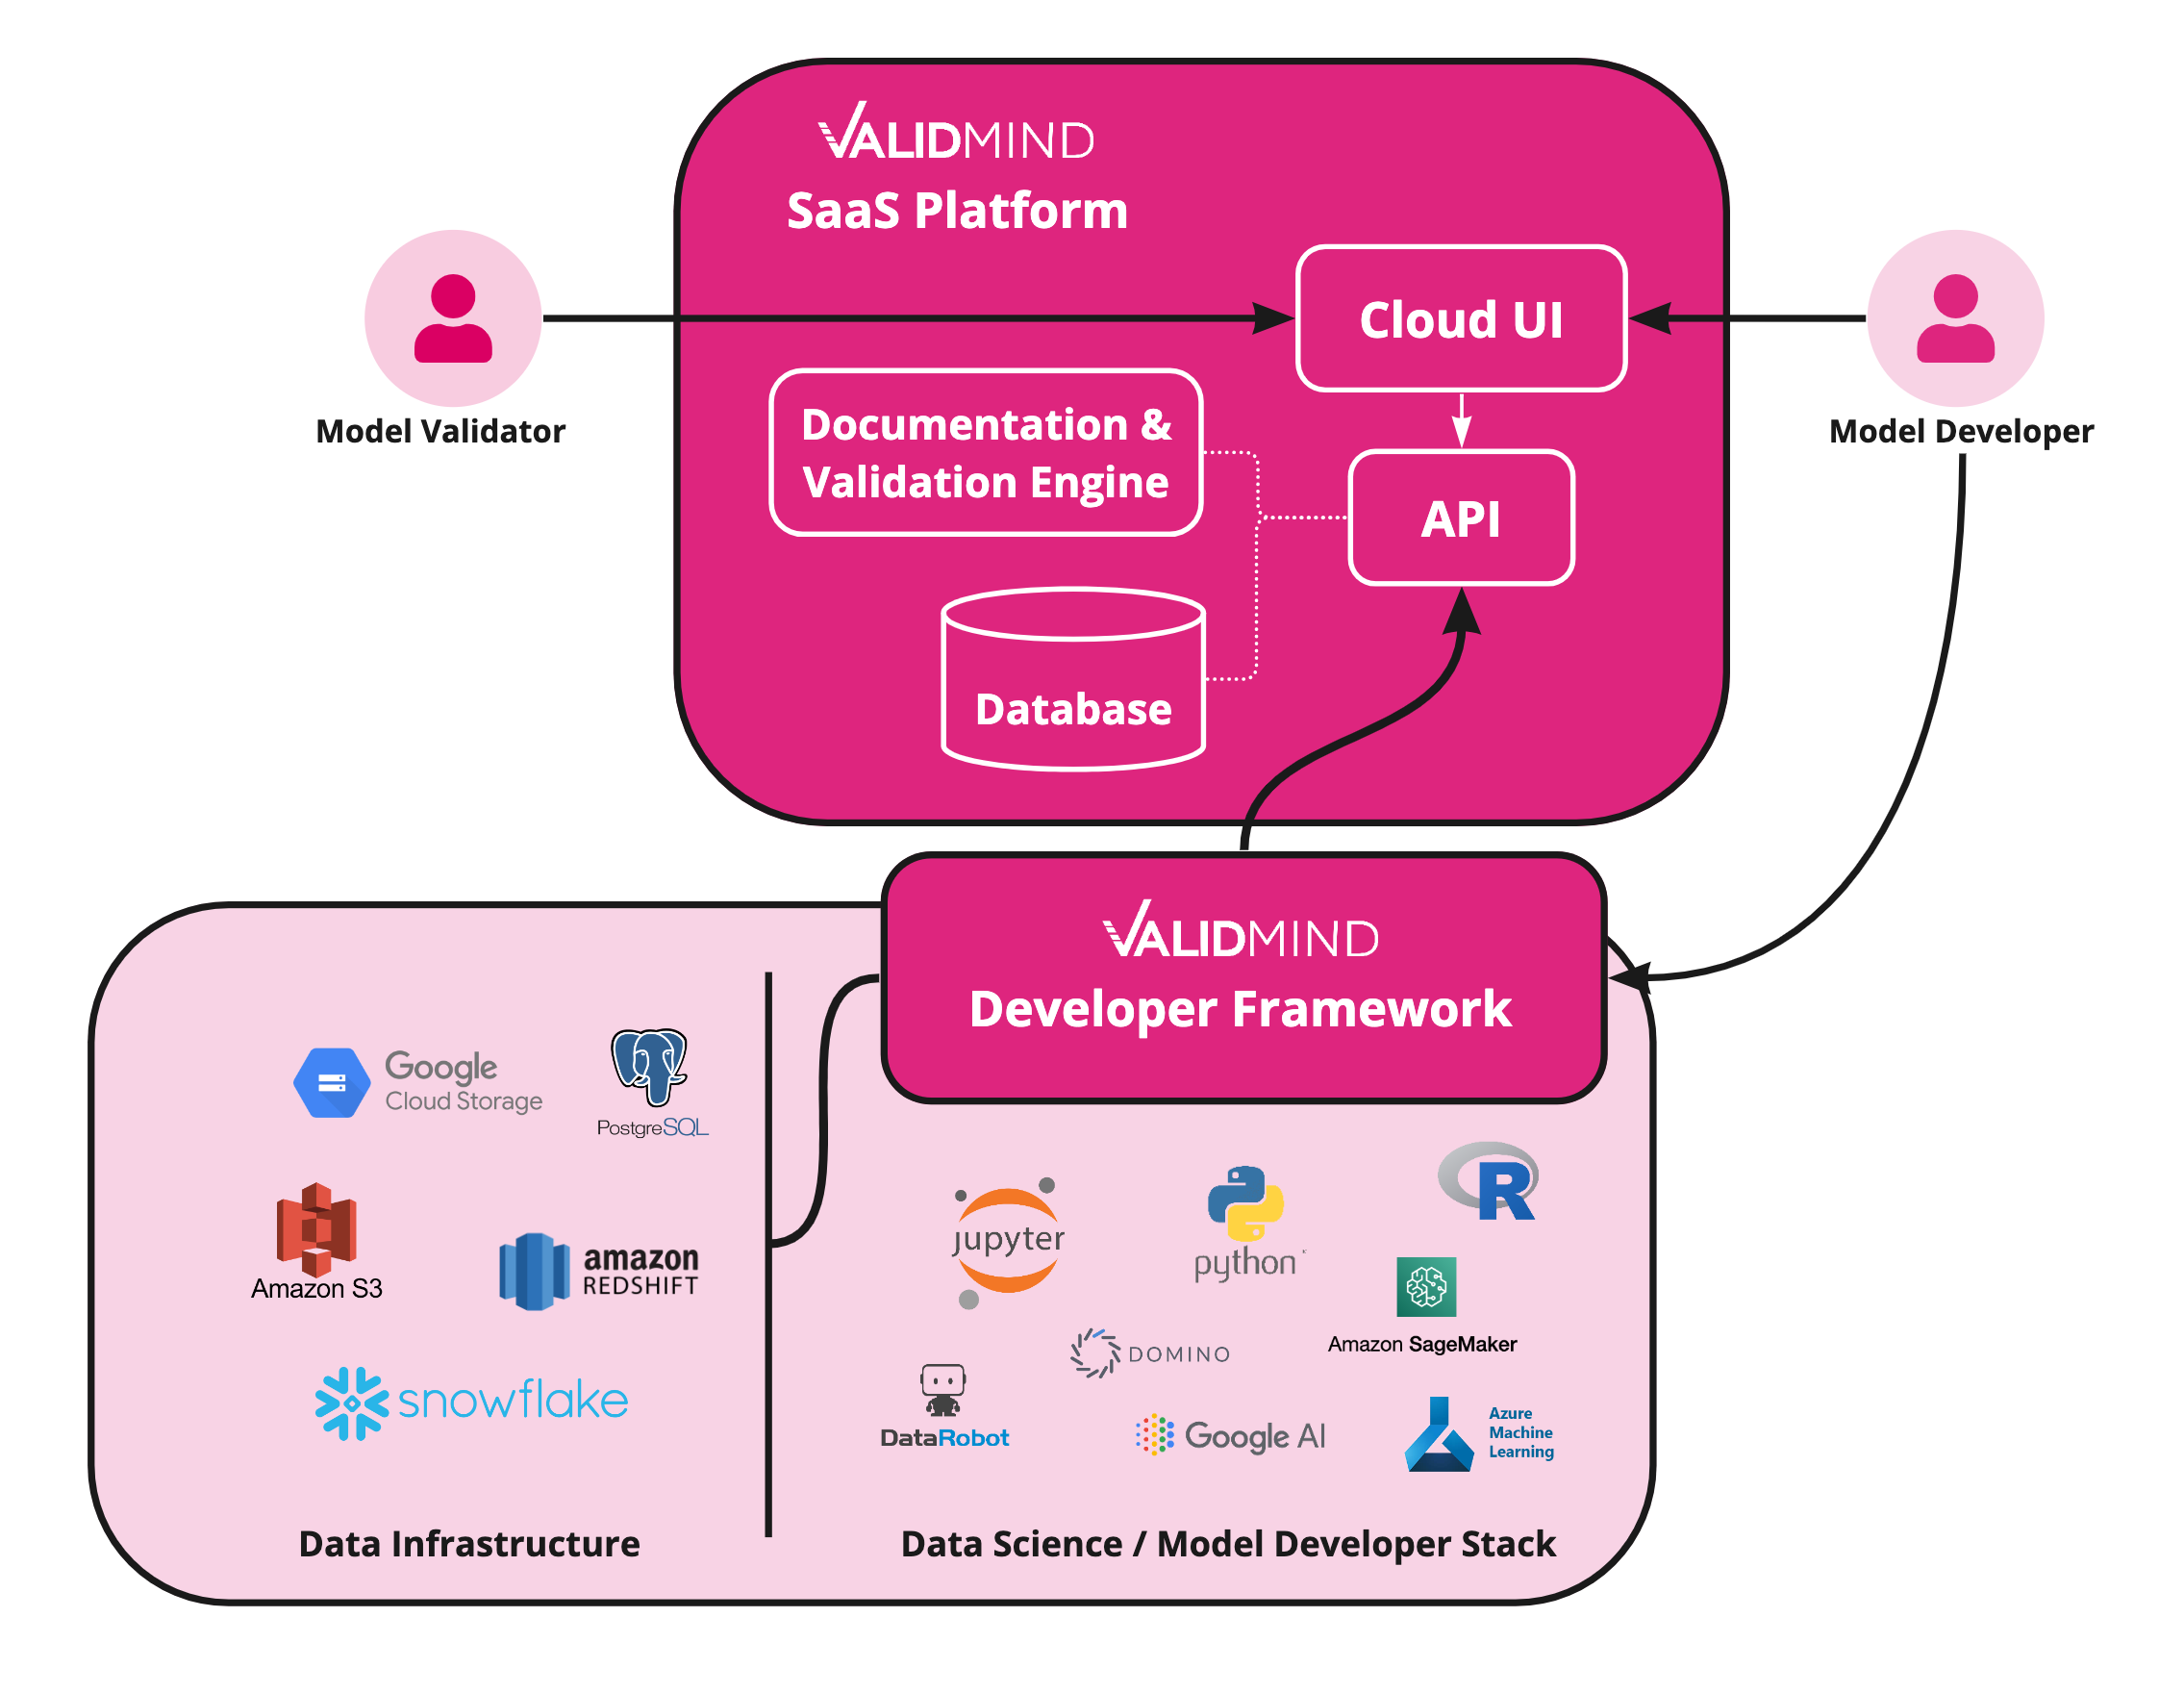 VALIDMIND
SaaS Platform
Cloud UI
Model Validator
Model Developer
Documentation &
Validation Engine
API
Database
VALIDMIND
Developer Framework
Google
Cloud Storage
PostgreSQL
Amazon S3
amazon
REDSHIFT
snowflake
jupyter
python
R
Amazon SageMaker
DOMINO
DataRobot
Google AI
Azure
Machine
Learning
Data Infrastructure
Data Science / Model Developer Stack